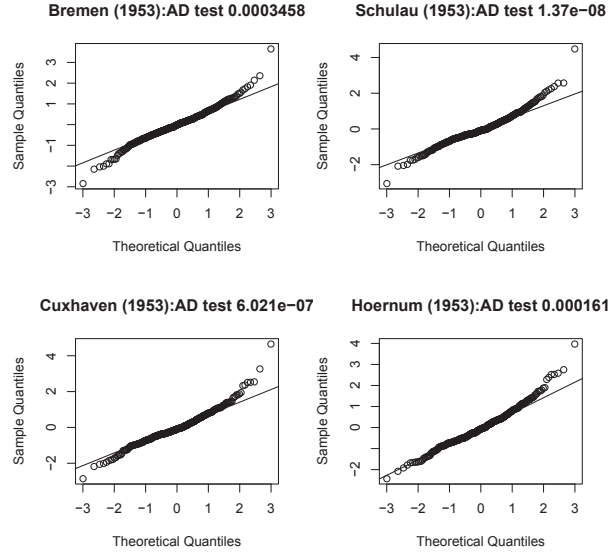 Bremen (1953):AD test 0.0003458
Sample Quantiles
3
2
1
−1
−3
−3 −2 −1 0 1 2 3
Theoretical Quantiles
Schulau (1953):AD test 1.37e−08
Sample Quantiles
4
2
0
−2
−3 −2 −1 0 1 2 3
Theoretical Quantiles
Cuxhaven (1953):AD test 6.021e−07
Sample Quantiles
4
2
0
−2
−3 −2 −1 0 1 2 3
Theoretical Quantiles
Hoernum (1953):AD test 0.000161
Sample Quantiles
4
3
2
1
0
−2
−3 −2 −1 0 1 2 3
Theoretical Quantiles